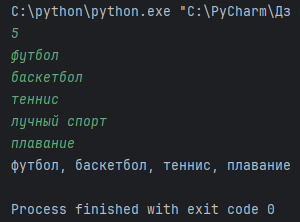 C:\python\python.exe "C:\PyCharm\Дз
5
футбол
баскетбол
теннис
лучный спорт
плавание
футбол, баскетбол, теннис, плавание
Process finished with exit code 0